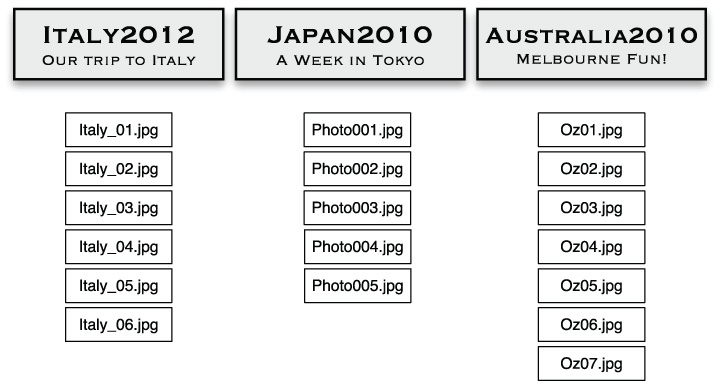 Italy2012
Our trip to Italy
Italy_01.jpg
Italy_02.jpg
Italy_03.jpg
Italy_04.jpg
Italy_05.jpg
Italy_06.jpg
Japan2010
A Week in Tokyo
Photo001.jpg
Photo002.jpg
Photo003.jpg
Photo004.jpg
Photo005.jpg
Australia2010
Melbourne Fun!
Oz01.jpg
Oz02.jpg
Oz03.jpg
Oz04.jpg
Oz05.jpg
Oz06.jpg
Oz07.jpg